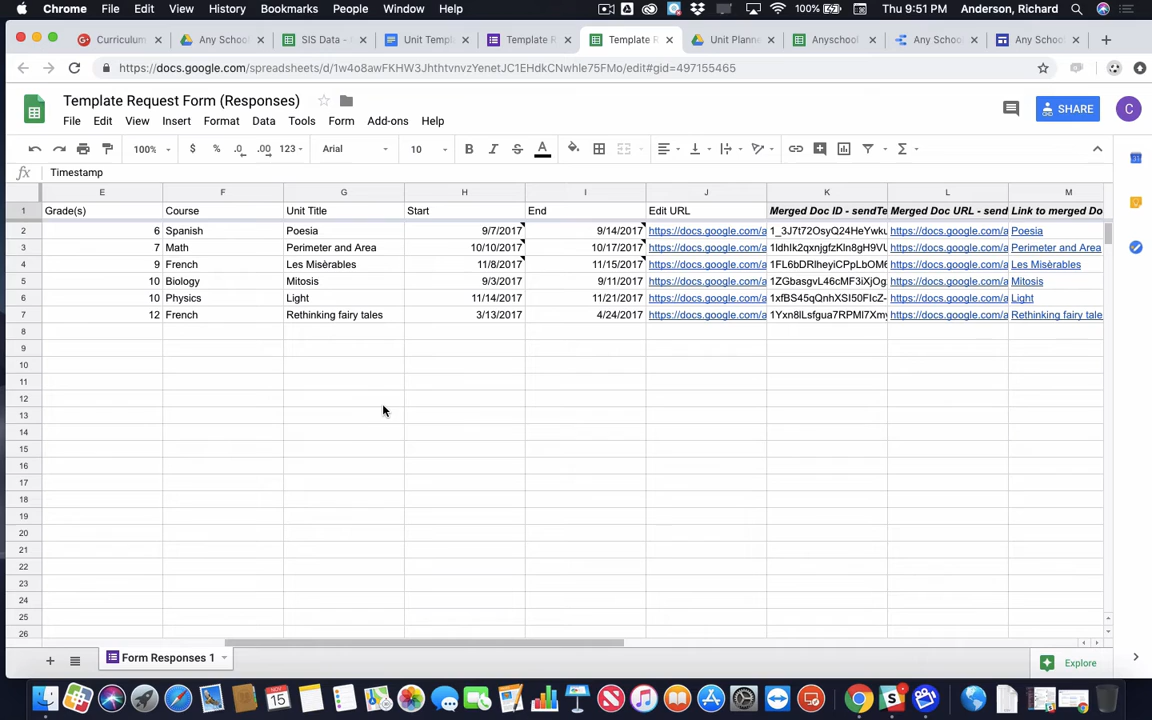 Chrome File Edit View History Bookmarks People Window Help 100% Thu 9:51 PM Anderson, Richard
Curriculum Any School SIS Data - Unit Templa Template R Template R Unit Planne Anyschool Any School Any School
https://docs.google.com/spreadsheets/d/1w4o8awFKHW3JhthtvnvzYenetJC1EHdkCNwhle75FMo/edit#gid=497155465
Template Request Form (Responses)
SHARE
C
File Edit View Insert Format Data Tools Form Add-ons Help
100% $ % .0 .00 123 Arial 10 B I S A
fx Timestamp
E F G H I J K L M
1 Grade(s) Course Unit Title Start End Edit URL Merged Doc ID - sendTe Merged Doc URL - send Link to merged Do
2 6 Spanish Poesia 9/7/2017 9/14/2017 https://docs.google.com/a 1_3J7t72OsyQ24HeYwku https://docs.google.com/a Poesia
3 7 Math Perimeter and Area 10/10/2017 10/17/2017 https://docs.google.com/a 1ldhIk2qxnjgfzKln8gH9VU https://docs.google.com/a Perimeter and Area
4 9 French Les Misèrables 11/8/2017 11/15/2017 https://docs.google.com/a 1FL6bDRlheyiCPpLbOM6 https://docs.google.com/a Les Misèrables
5 10 Biology Mitosis 9/3/2017 9/11/2017 https://docs.google.com/a 1ZGbasgvL46cMF3iXjOg https://docs.google.com/a Mitosis
6 10 Physics Light 11/14/2017 11/21/2017 https://docs.google.com/a 1xfBS45qQnhXSI50FIcZ- https://docs.google.com/a Light
7 12 French Rethinking fairy tales 3/13/2017 4/24/2017 https://docs.google.com/a 1Yxn8lLsfgua7RPMl7Xmy https://docs.google.com/a Rethinking fairy tale
8
9
10
11
12
13
14
15
16
17
18
19
20
21
22
23
24
25
26
Form Responses 1
Explore
NOV
15